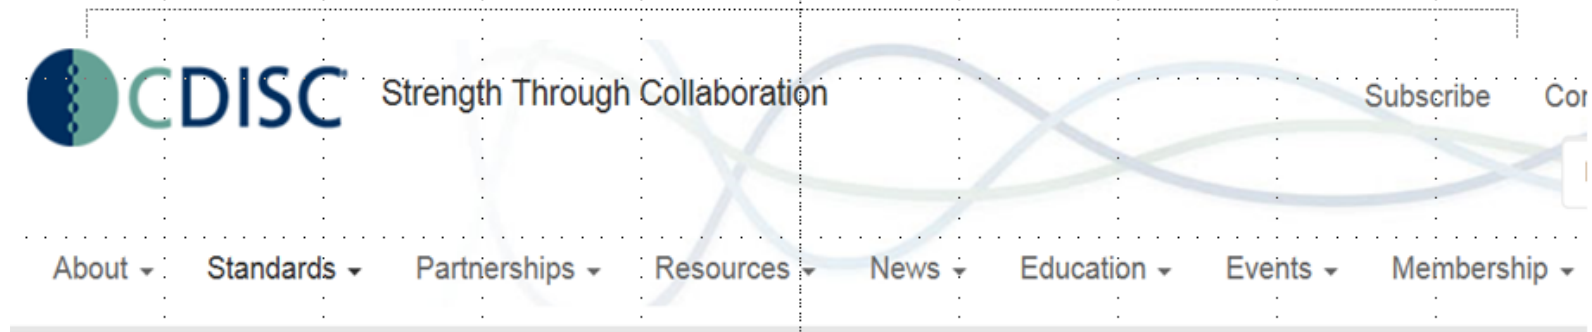 CDISC Strength Through Collaboration
Subscribe
About Standards Partnerships Resources News Education Events Membership